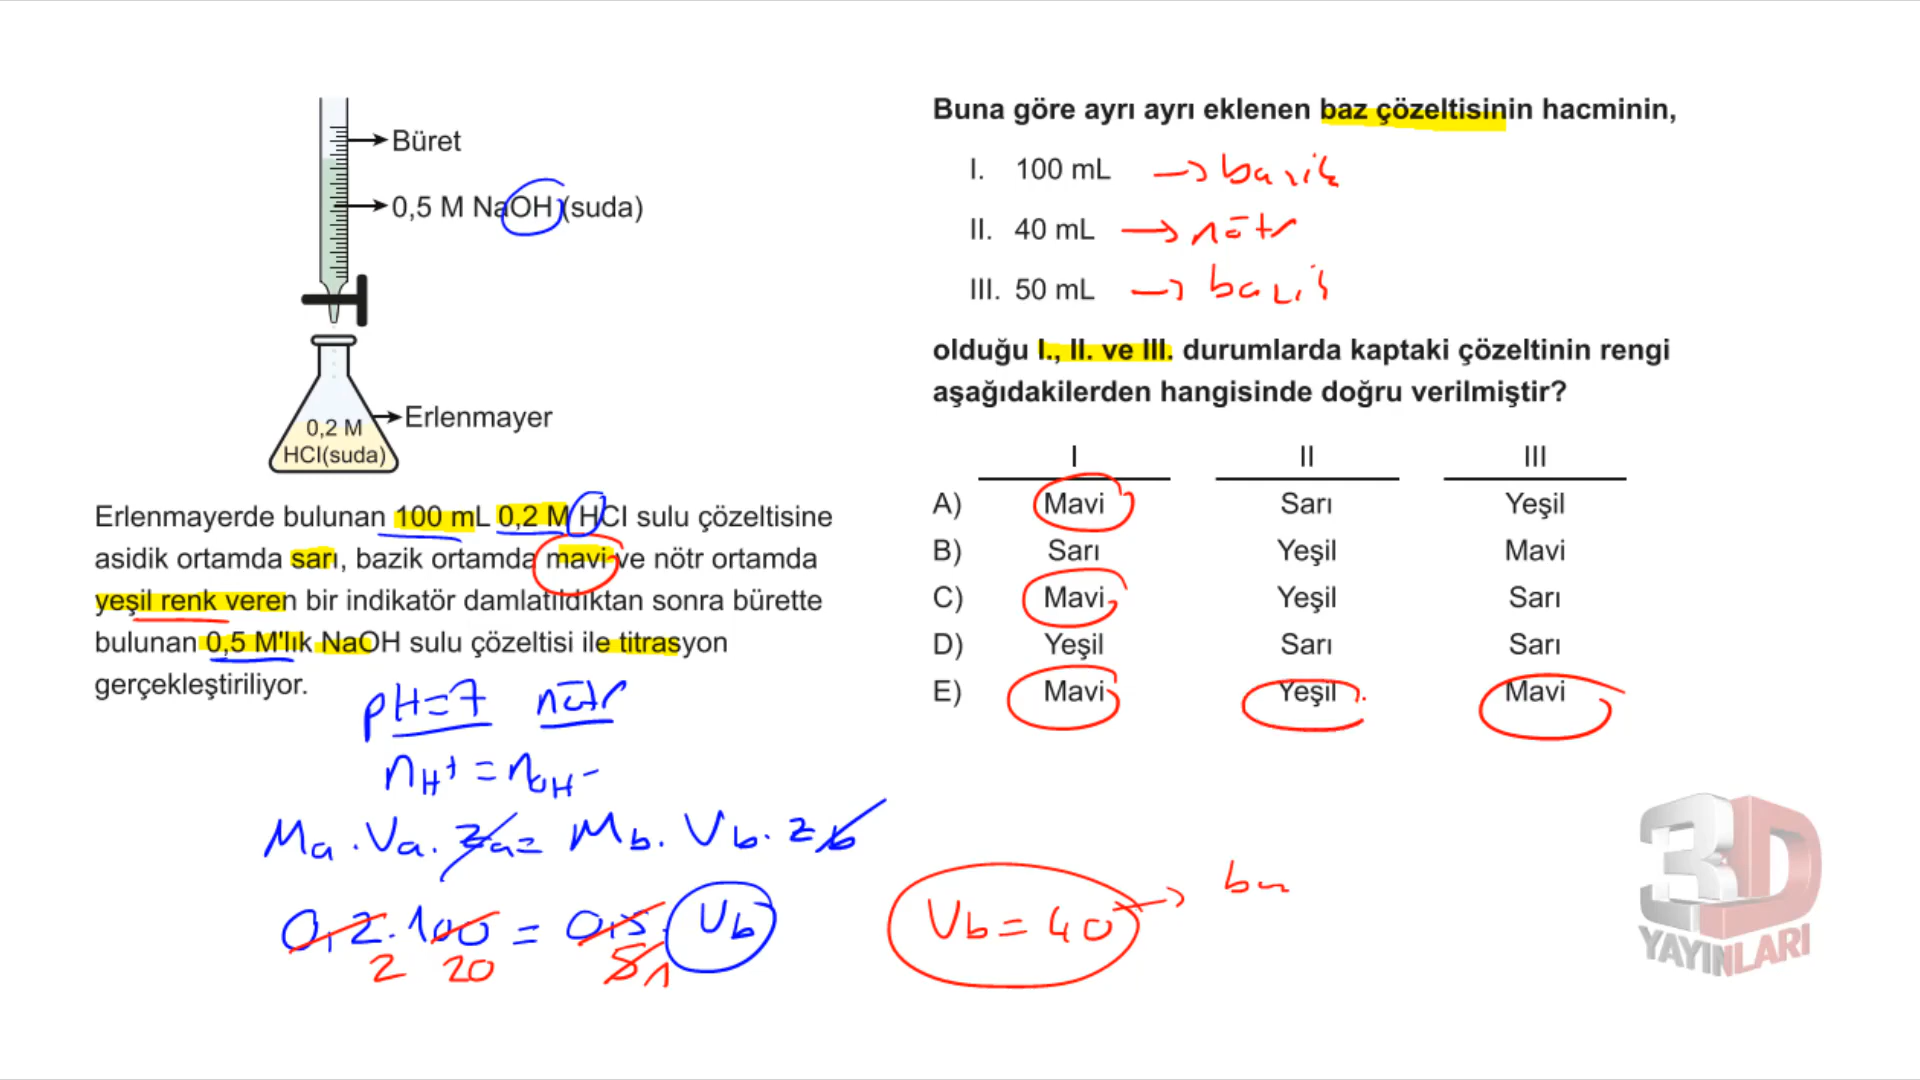 Büret
0,5 M NaOH (suda)
Erlenmayer
0,2 M
HCl(suda)
Erlenmayerde bulunan 100 mL 0,2 M HCl sulu çözeltisine
asidik ortamda sarı, bazik ortamda mavi ve nötr ortamda
yeşil renk veren bir indikatör damlatıldıktan sonra bürette
bulunan 0,5 M'lık NaOH sulu çözeltisi ile titrasyon
gerçekleştiriliyor.
pH=7 nötr
nH+ = nOH-
Ma . Va . za = Mb . Vb . zb
0,2 . 100 = 0,5 . Vb
2 20 5 1
Vb = 40 → ba
Buna göre ayrı ayrı eklenen baz çözeltisinin hacminin,
I. 100 mL → bazik
II. 40 mL → nötr
III. 50 mL → bazik
olduğu I., II. ve III. durumlarda kaptaki çözeltinin rengi
aşağıdakilerden hangisinde doğru verilmiştir?
I II III
A) Mavi Sarı Yeşil
B) Sarı Yeşil Mavi
C) Mavi Yeşil Sarı
D) Yeşil Sarı Sarı
E) Mavi Yeşil Mavi
3D
YAYINLARI